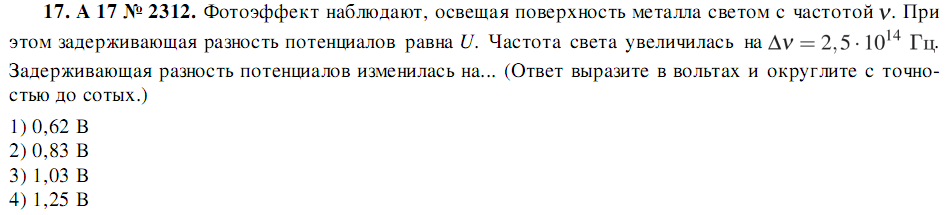 17. А 17 № 2312. Фотоэффект наблюдают, освещая поверхность металла светом с частотой ν. При
этом задерживающая разность потенциалов равна U. Частота света увеличилась на Δν = 2,5 · 10¹⁴ Гц.
Задерживающая разность потенциалов изменилась на... (Ответ выразите в вольтах и округлите с точно-
стью до сотых.)
1) 0,62 В
2) 0,83 В
3) 1,03 В
4) 1,25 В